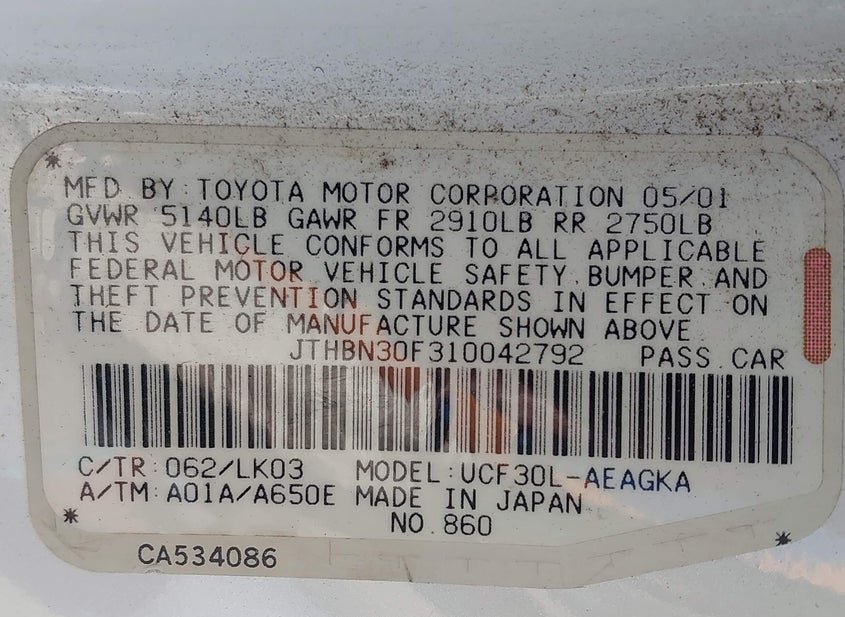 MFD BY: TOYOTA MOTOR CORPORATION 05/01
GVWR 5140LB GAWR FR 2910LB RR 2750LB
THIS VEHICLE CONFORMS TO ALL APPLICABLE
FEDERAL MOTOR VEHICLE SAFETY, BUMPER, AND
THEFT PREVENTION STANDARDS IN EFFECT ON
THE DATE OF MANUFACTURE SHOWN ABOVE
JTHBN30F310042792 PASS. CAR
C/TR: 062/LK03 MODEL: UCF30L-AEAGKA
A/TM: A01A/A650E MADE IN JAPAN
NO. 860
CA534086